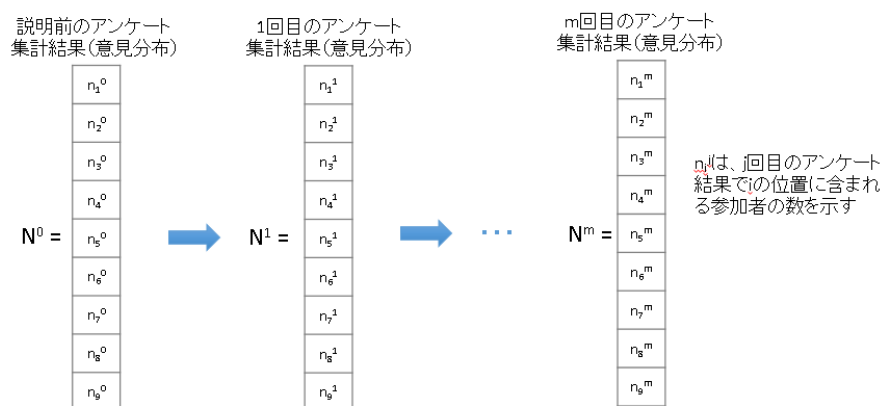 説明前のアンケート
集計結果(意見分布)
N⁰ =
n₁⁰
n₂⁰
n₃⁰
n₄⁰
n₅⁰
n₆⁰
n₇⁰
n₈⁰
n₉⁰
1回目のアンケート
集計結果(意見分布)
N¹ =
n₁¹
n₂¹
n₃¹
n₄¹
n₅¹
n₆¹
n₇¹
n₈¹
n₉¹
…
m回目のアンケート
集計結果(意見分布)
Nᵐ =
n₁ᵐ
n₂ᵐ
n₃ᵐ
n₄ᵐ
n₅ᵐ
n₆ᵐ
n₇ᵐ
n₈ᵐ
n₉ᵐ
nᵢʲは、j回目のアンケート
結果でiの位置に含まれ
る参加者の数を示す